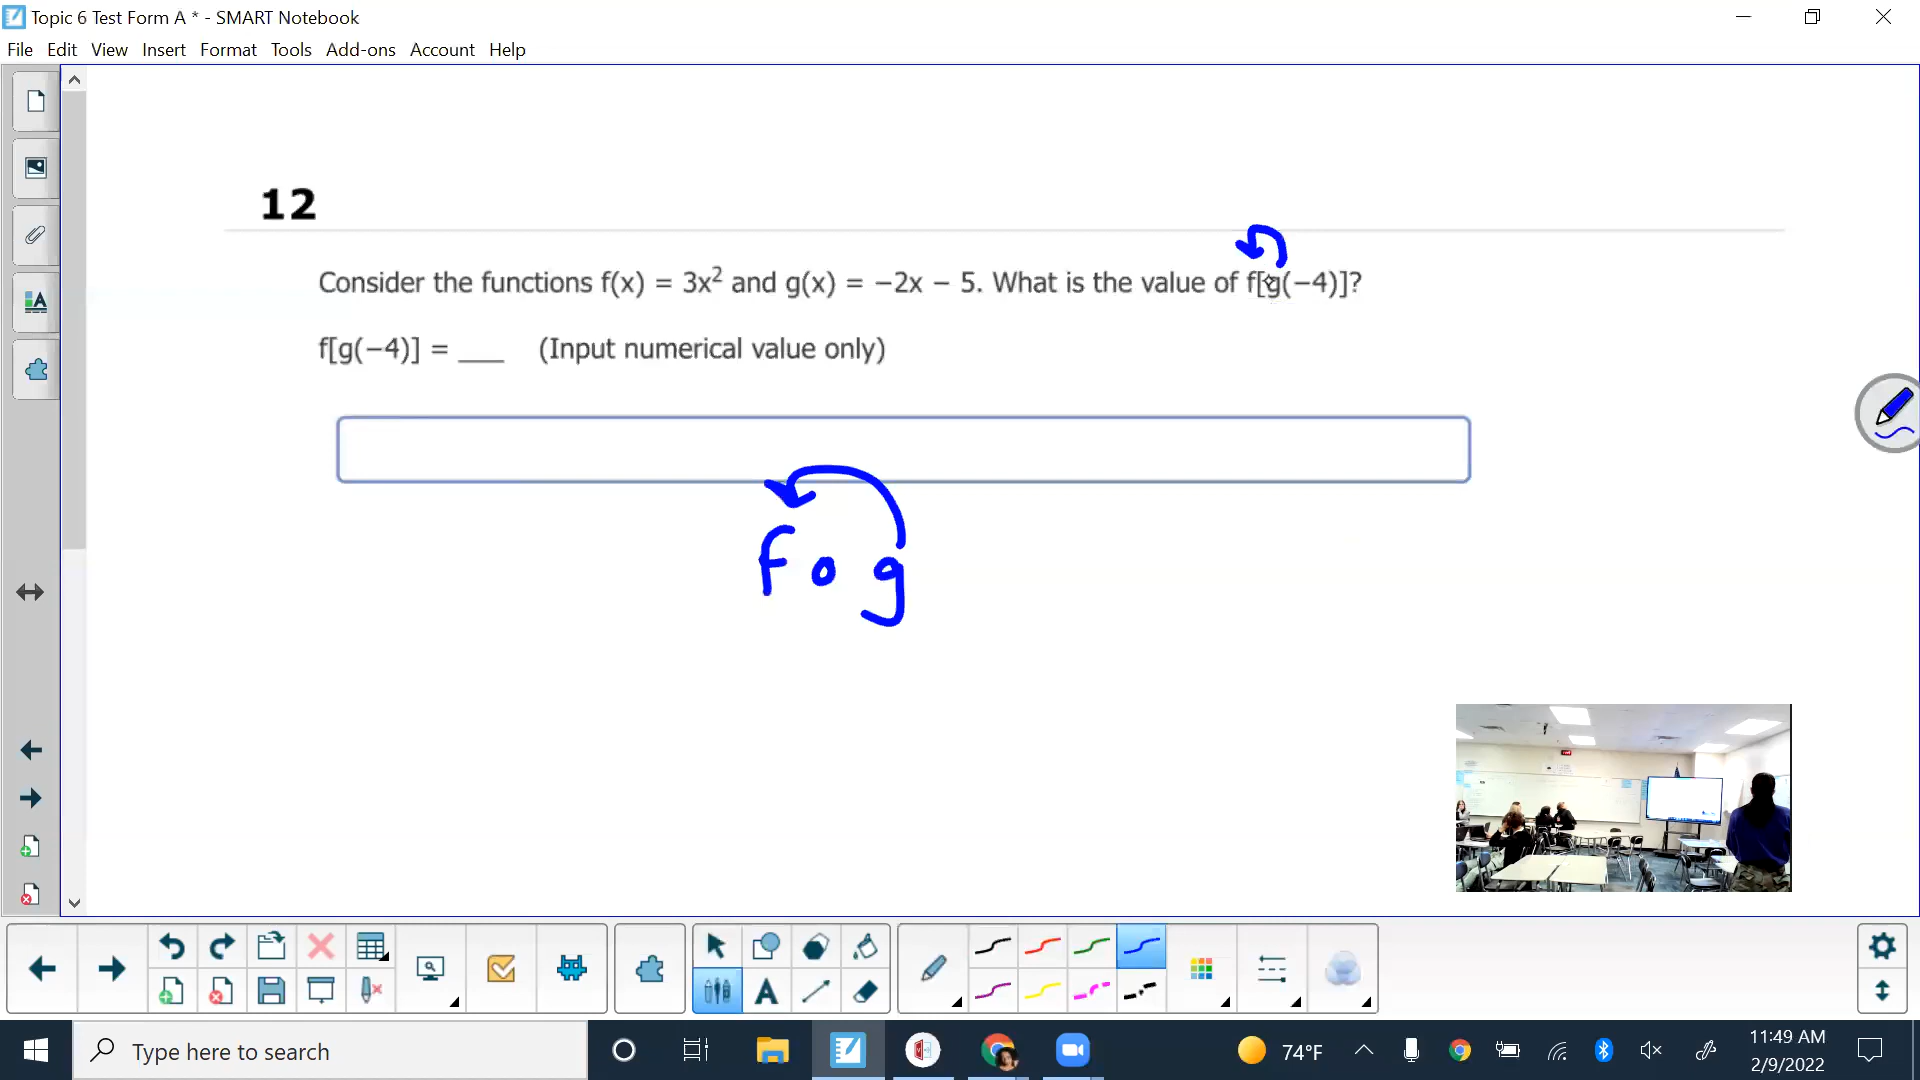 Topic 6 Test Form A * - SMART Notebook
File Edit View Insert Format Tools Add-ons Account Help
12
Consider the functions f(x) = 3x² and g(x) = −2x − 5. What is the value of f[g(−4)]?
f[g(−4)] = ___ (Input numerical value only)
f o g
Type here to search
74°F
11:49 AM
2/9/2022